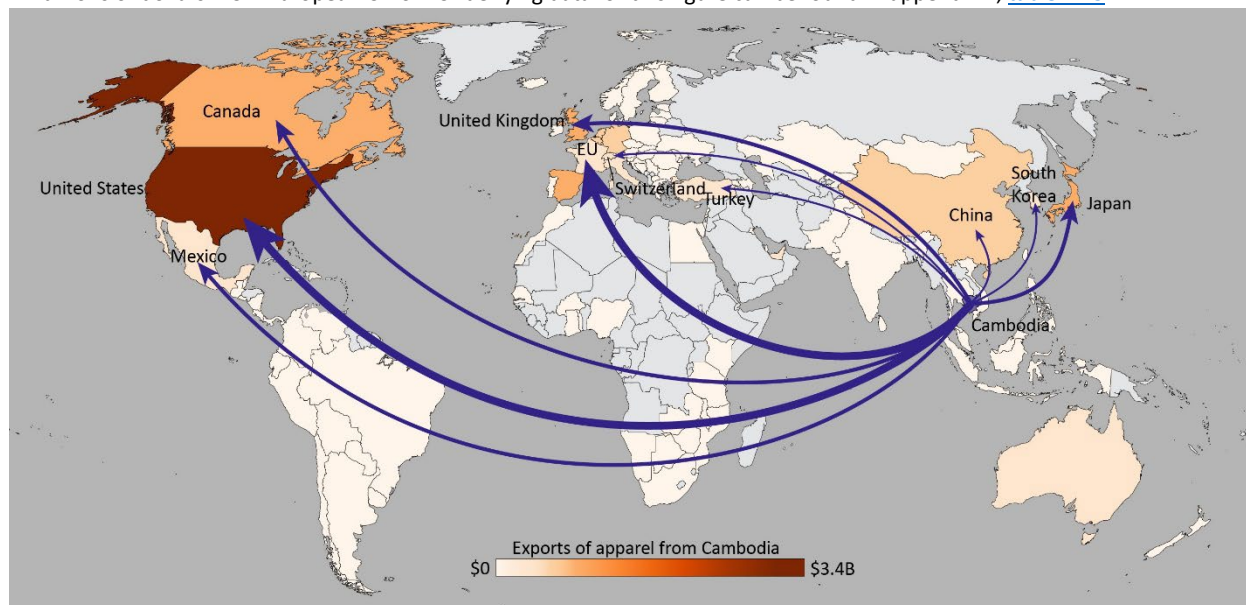 Canada
United Kingdom
EU
United States
Switzerland
Turkey
South
Korea
Japan
China
Mexico
Cambodia
Exports of apparel from Cambodia
$0
$3.4B